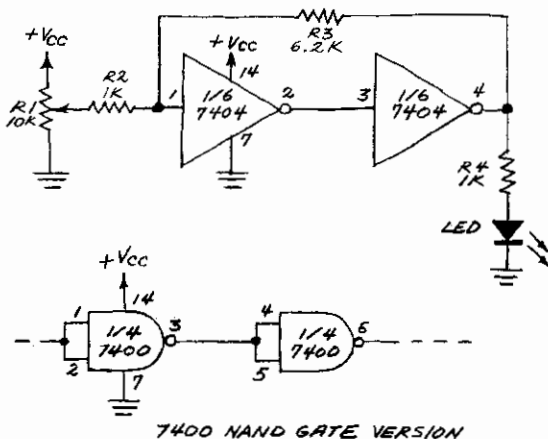 +Vcc
R1
10K
R2
1K
R3
6.2K
+Vcc
14
1
1/6
7404
2
7
3
1/6
7404
4
R4
1K
LED
+Vcc
14
1
2
1/4
7400
3
7
4
5
1/4
7400
6
7400 NAND GATE VERSION